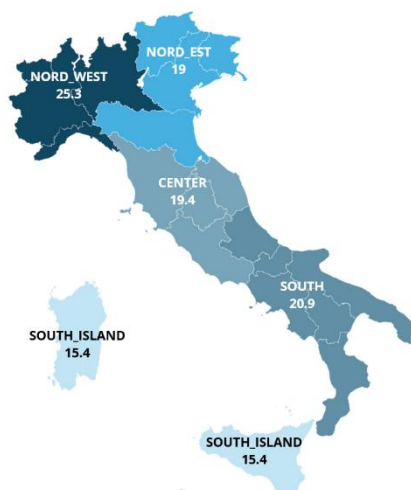 NORD_EST
19
NORD_WEST
25.3
CENTER
19.4
SOUTH
20.9
SOUTH_ISLAND
15.4
SOUTH_ISLAND
15.4